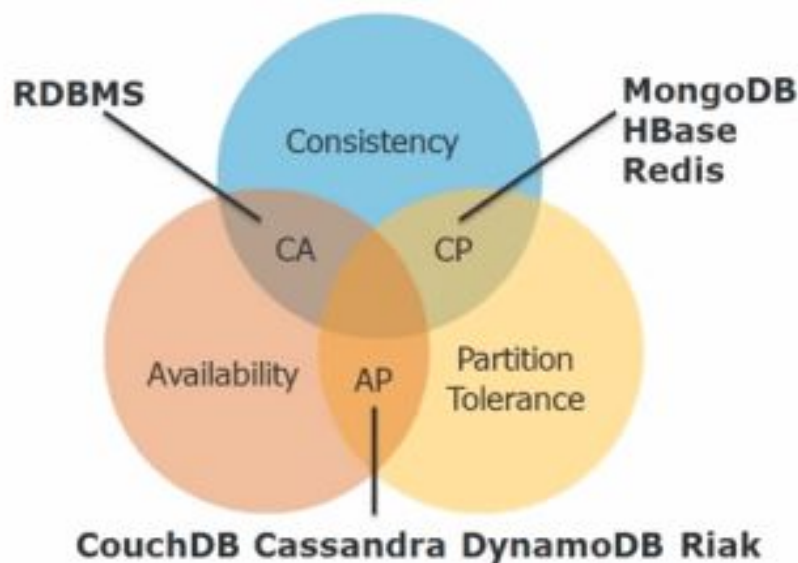 RDBMS
MongoDB
HBase
Redis
Consistency
CA
CP
Availability
AP
Partition
Tolerance
CouchDB Cassandra DynamoDB Riak